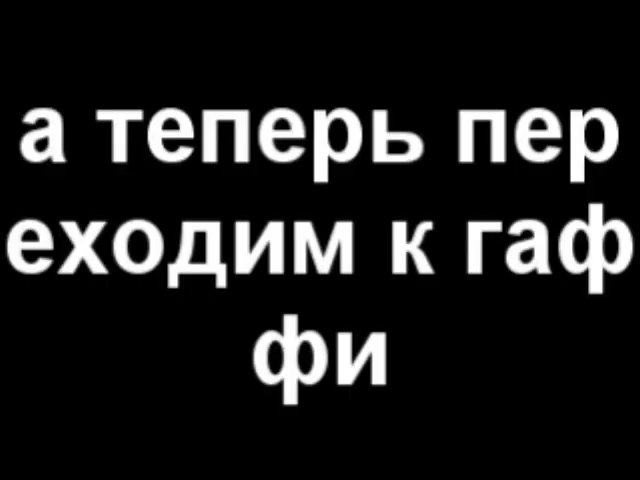 а теперь пер
еходим к гаф
фи